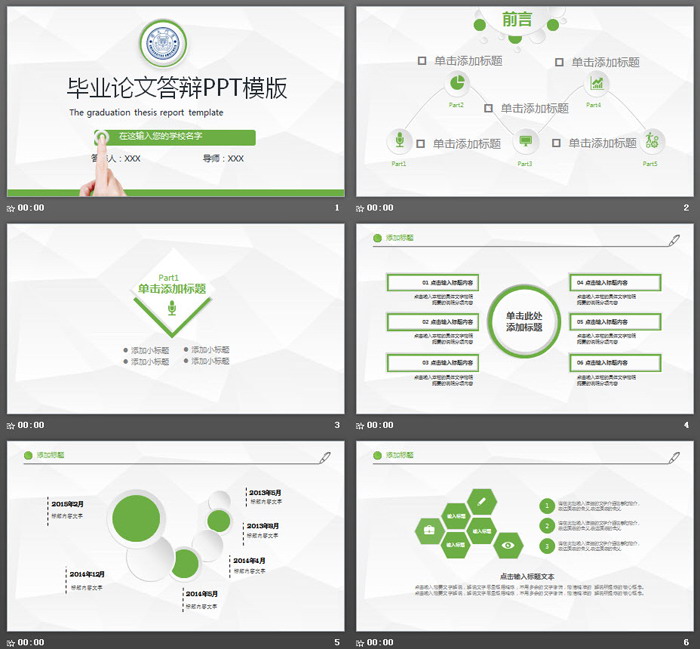 毕业论文答辩PPT模版
The graduation thesis report template
在这输入您的学校名字
人：XXX
导师：XXX
00:00
1
前言
单击添加标题
单击添加标题
Part2
Part4
单击添加标题
单击添加标题
单击添加标题
Part1
Part3
Part5
00:00
2
Part1
单击添加标题
添加小标题
添加小标题
添加小标题
添加小标题
00:00
3
添加标题
01 点击输入标题内容
04 点击输入标题内容
单击此处
添加标题
02 点击输入标题内容
05 点击输入标题内容
03 点击输入标题内容
06 点击输入标题内容
00:00
4
添加标题
2015年2月
标题内容文字
2013年5月
标题内容文字
2013年8月
标题内容文字
2014年4月
标题内容文字
2014年12月
标题内容文字
2014年5月
标题内容文字
00:00
5
添加标题
输入标题
输入标题
输入标题
1
2
3
点击输入标题文本
00:00
6